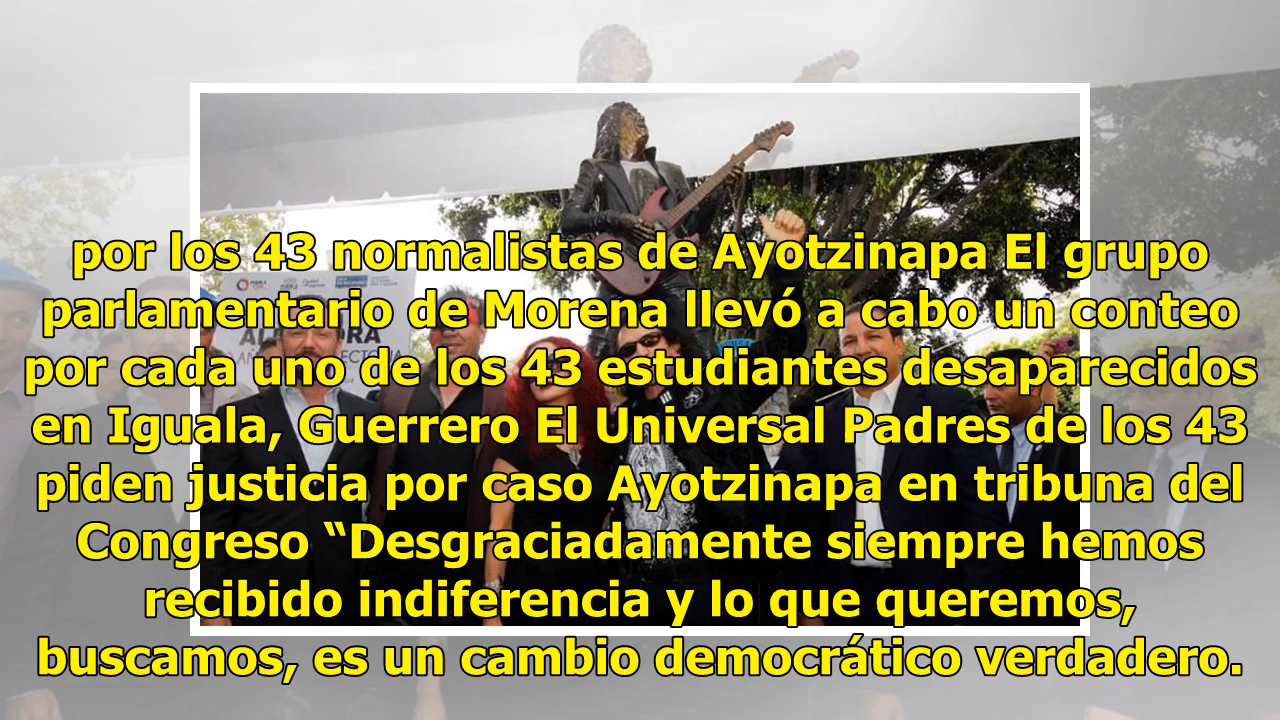 por los 43 normalistas de Ayotzinapa El grupo
parlamentario de Morena llevó a cabo un conteo
por cada uno de los 43 estudiantes desaparecidos
en Iguala, Guerrero El Universal Padres de los 43
piden justicia por caso Ayotzinapa en tribuna del
Congreso “Desgraciadamente siempre hemos
recibido indiferencia y lo que queremos,
buscamos, es un cambio democrático verdadero.